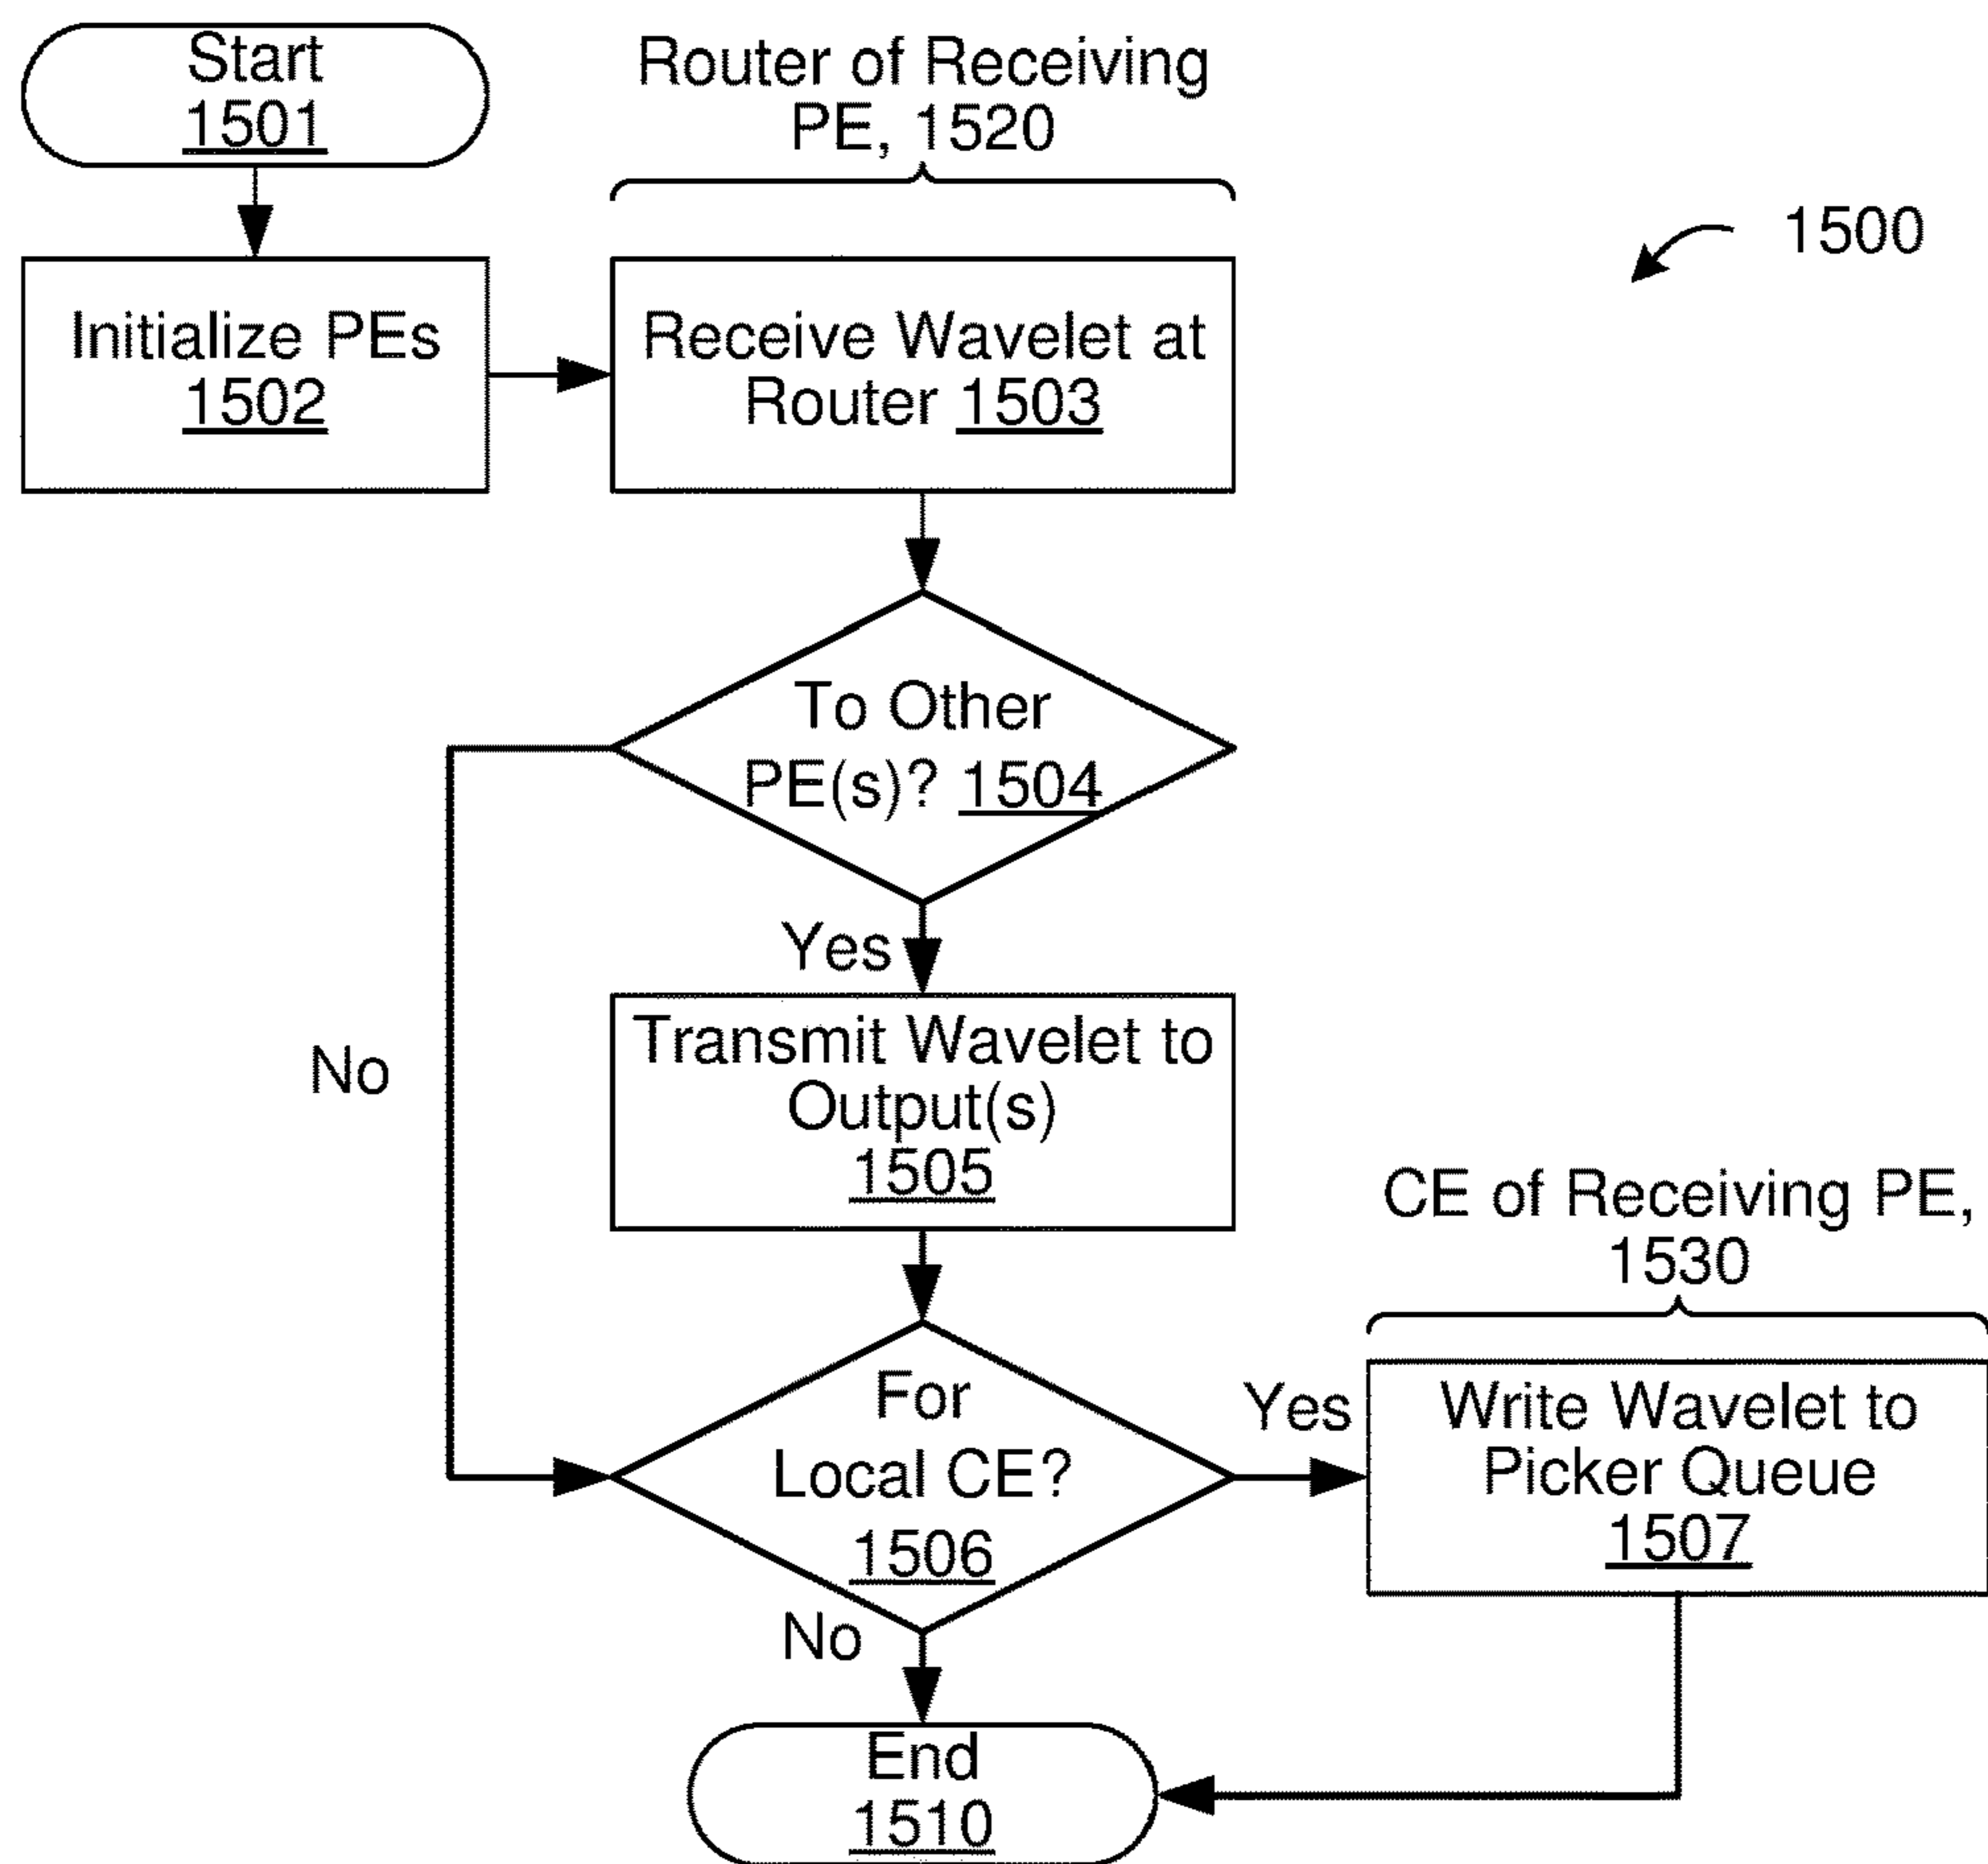 Start
1501
Router of Receiving
PE, 1520
1500
Initialize PEs
1502
Receive Wavelet at
Router 1503
To Other
PE(s)? 1504
Yes
No
Transmit Wavelet to
Output(s)
1505
CE of Receiving PE,
1530
For
Local CE?
1506
Yes
Write Wavelet to
Picker Queue
1507
No
End
1510